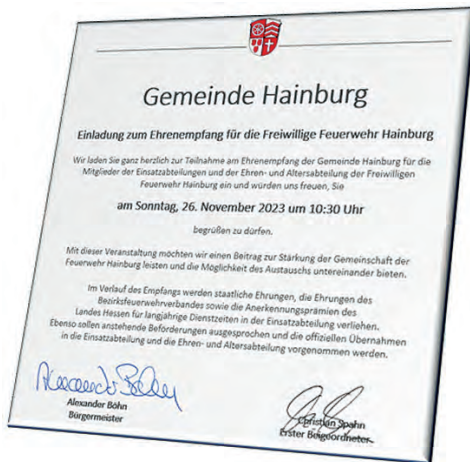 Gemeinde Hainburg
Einladung zum Ehrenempfang für die Freiwillige Feuerwehr Hainburg
Wir laden Sie ganz herzlich zur Teilnahme am Ehrenempfang der Gemeinde Hainburg für die
Mitglieder der Einsatzabteilungen und der Ehren- und Altersabteilung der Freiwilligen
Feuerwehr Hainburg ein und würden uns freuen, Sie
am Sonntag, 26. November 2023 um 10:30 Uhr
begrüßen zu dürfen.
Mit dieser Veranstaltung möchten wir einen Beitrag zur Stärkung der Gemeinschaft der
Feuerwehr Hainburg leisten und die Möglichkeit des Austauschs untereinander bieten.
Im Verlauf des Empfangs werden staatliche Ehrungen, die Ehrungen des
Bezirksfeuerwehrverbandes sowie die Anerkennungsprämien des
Landes Hessen für langjährige Dienstzeiten in der Einsatzabteilung verliehen.
Ebenso sollen anstehende Beförderungen ausgesprochen und die offiziellen Übernahmen
in die Einsatzabteilung und die Ehren- und Altersabteilung vorgenommen werden.
Alexander Böhn
Bürgermeister
Christian Spahn
Erster Beigeordneter